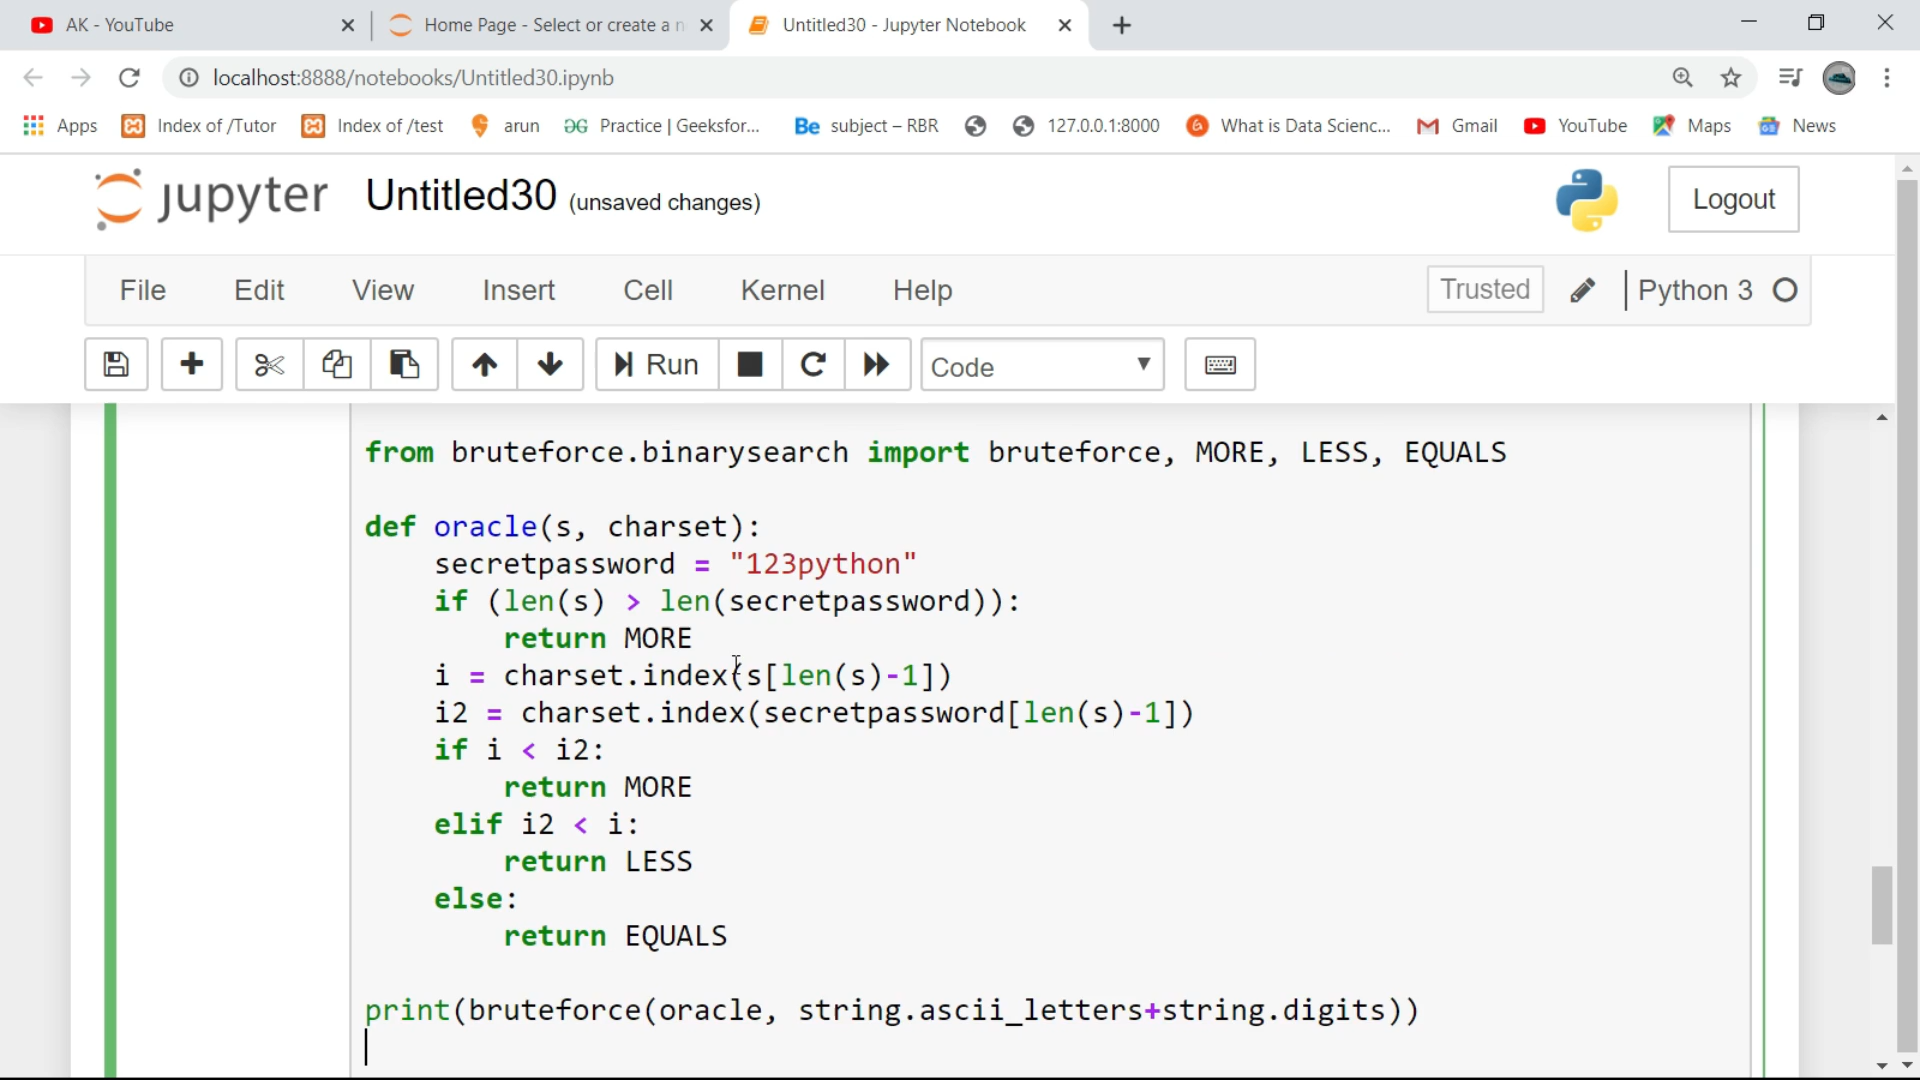 AK - YouTube
Home Page - Select or create a n
Untitled30 - Jupyter Notebook
localhost:8888/notebooks/Untitled30.ipynb
Apps
Index of /Tutor
Index of /test
arun
Practice | Geeksfor...
Be subject – RBR
127.0.0.1:8000
What is Data Scienc...
Gmail
YouTube
Maps
News
jupyter Untitled30 (unsaved changes)
Logout
File Edit View Insert Cell Kernel Help
Trusted
Python 3
Run
Code
from bruteforce.binarysearch import bruteforce, MORE, LESS, EQUALS
def oracle(s, charset):
secretpassword = "123python"
if (len(s) > len(secretpassword)):
return MORE
i = charset.index(s[len(s)-1])
i2 = charset.index(secretpassword[len(s)-1])
if i < i2:
return MORE
elif i2 < i:
return LESS
else:
return EQUALS
print(bruteforce(oracle, string.ascii_letters+string.digits))